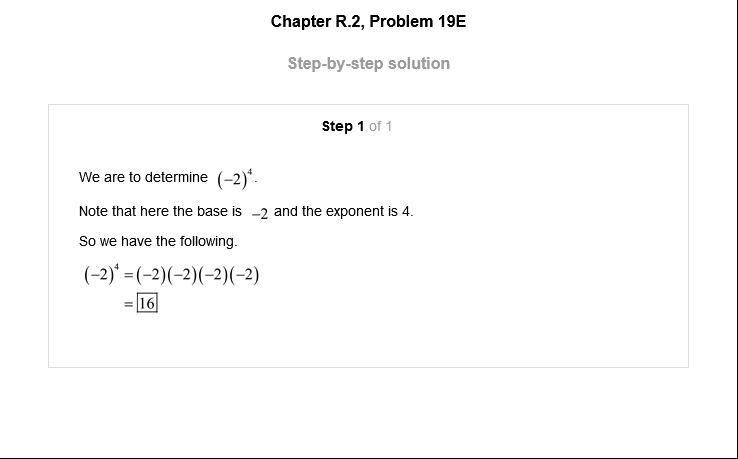 Chapter R.2, Problem 19E
Step-by-step solution
Step 1 of 1
We are to determine (−2)⁴.
Note that here the base is −2 and the exponent is 4.
So we have the following.
(−2)⁴ = (−2)(−2)(−2)(−2)
= 16